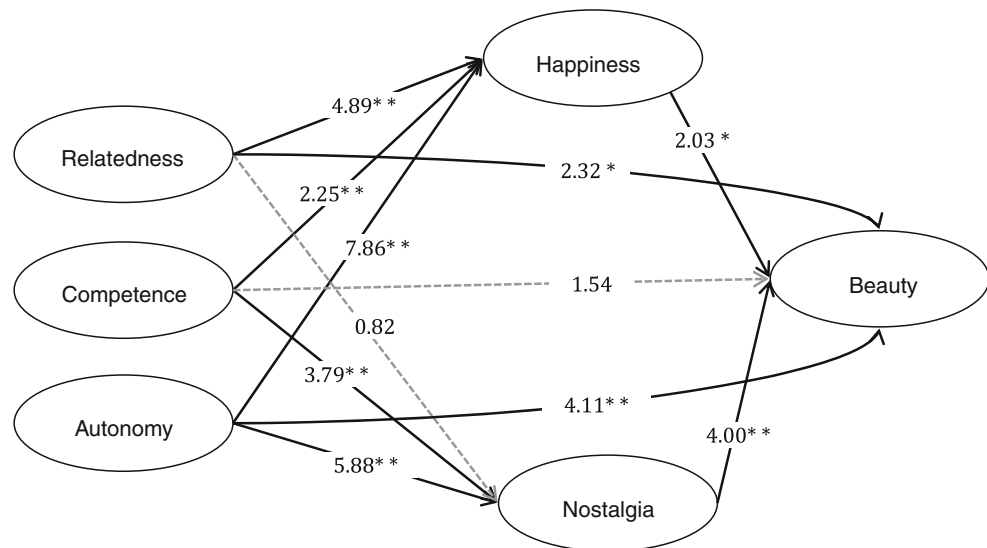 Happiness
4.89**
Relatedness
2.03 *
2.32 *
2.25**
7.86**
Competence
1.54
Beauty
0.82
3.79**
4.11**
Autonomy
4.00**
5.88**
Nostalgia